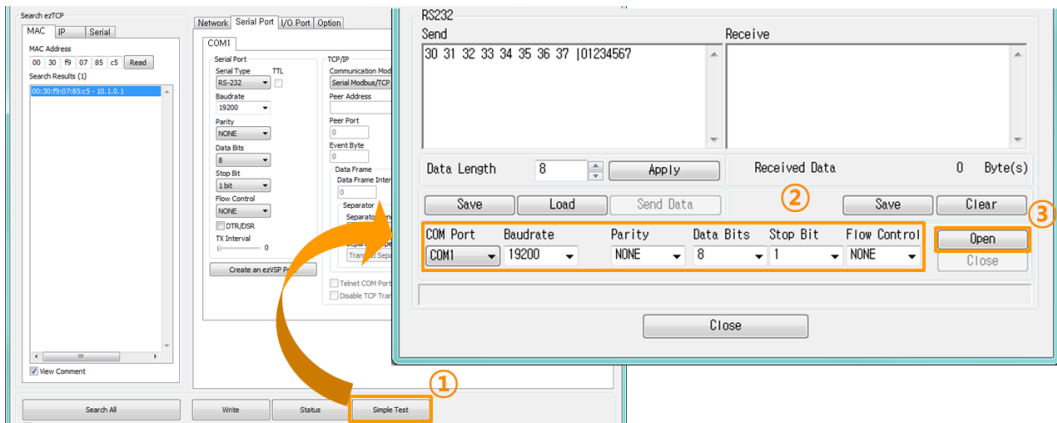 Search ezTCP
MAC IP Serial
MAC Address
00 30 f9 07 85 c5 Read
Search Results (1)
00:30:f9:07:85:c5 - 10.1.0.1
View Comment
Search All
Network Serial Port I/O Port Option
COM1
Serial Port
Serial Type TTL
RS-232
Baudrate
19200
Parity
NONE
Data Bits
8
Stop Bit
1 bit
Flow Control
NONE
DTR/DSR
TX Interval
0
Create an ezVSP
TCP/IP
Communication Mod
Serial Modbus/TCP
Peer Address
Peer Port
0
Event Byte
0
Data Frame
Data Frame Inter
0
Separator
Telnet COM Port
Disable TCP Tra
Write Status Simple Test
①
RS232
Send Receive
30 31 32 33 34 35 36 37 |01234567
Data Length 8 Apply Received Data 0 Byte(s)
②
Save Load Send Data Save Clear
③
COM Port Baudrate Parity Data Bits Stop Bit Flow Control
COM1 19200 NONE 8 1 NONE
Open
Close
Close